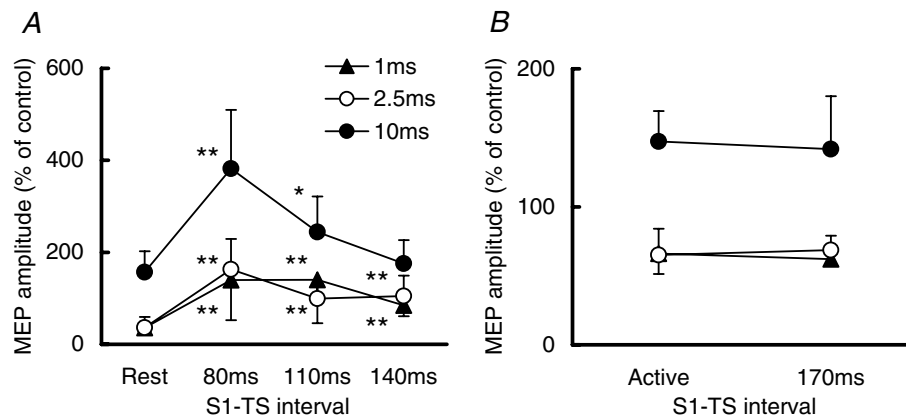 A
MEP amplitude (% of control)
600
400
200
0
1ms
2.5ms
10ms
**
*
**
**
**
**
**
**
Rest
80ms
110ms
140ms
S1-TS interval
B
MEP amplitude (% of control)
200
100
0
Active
170ms
S1-TS interval